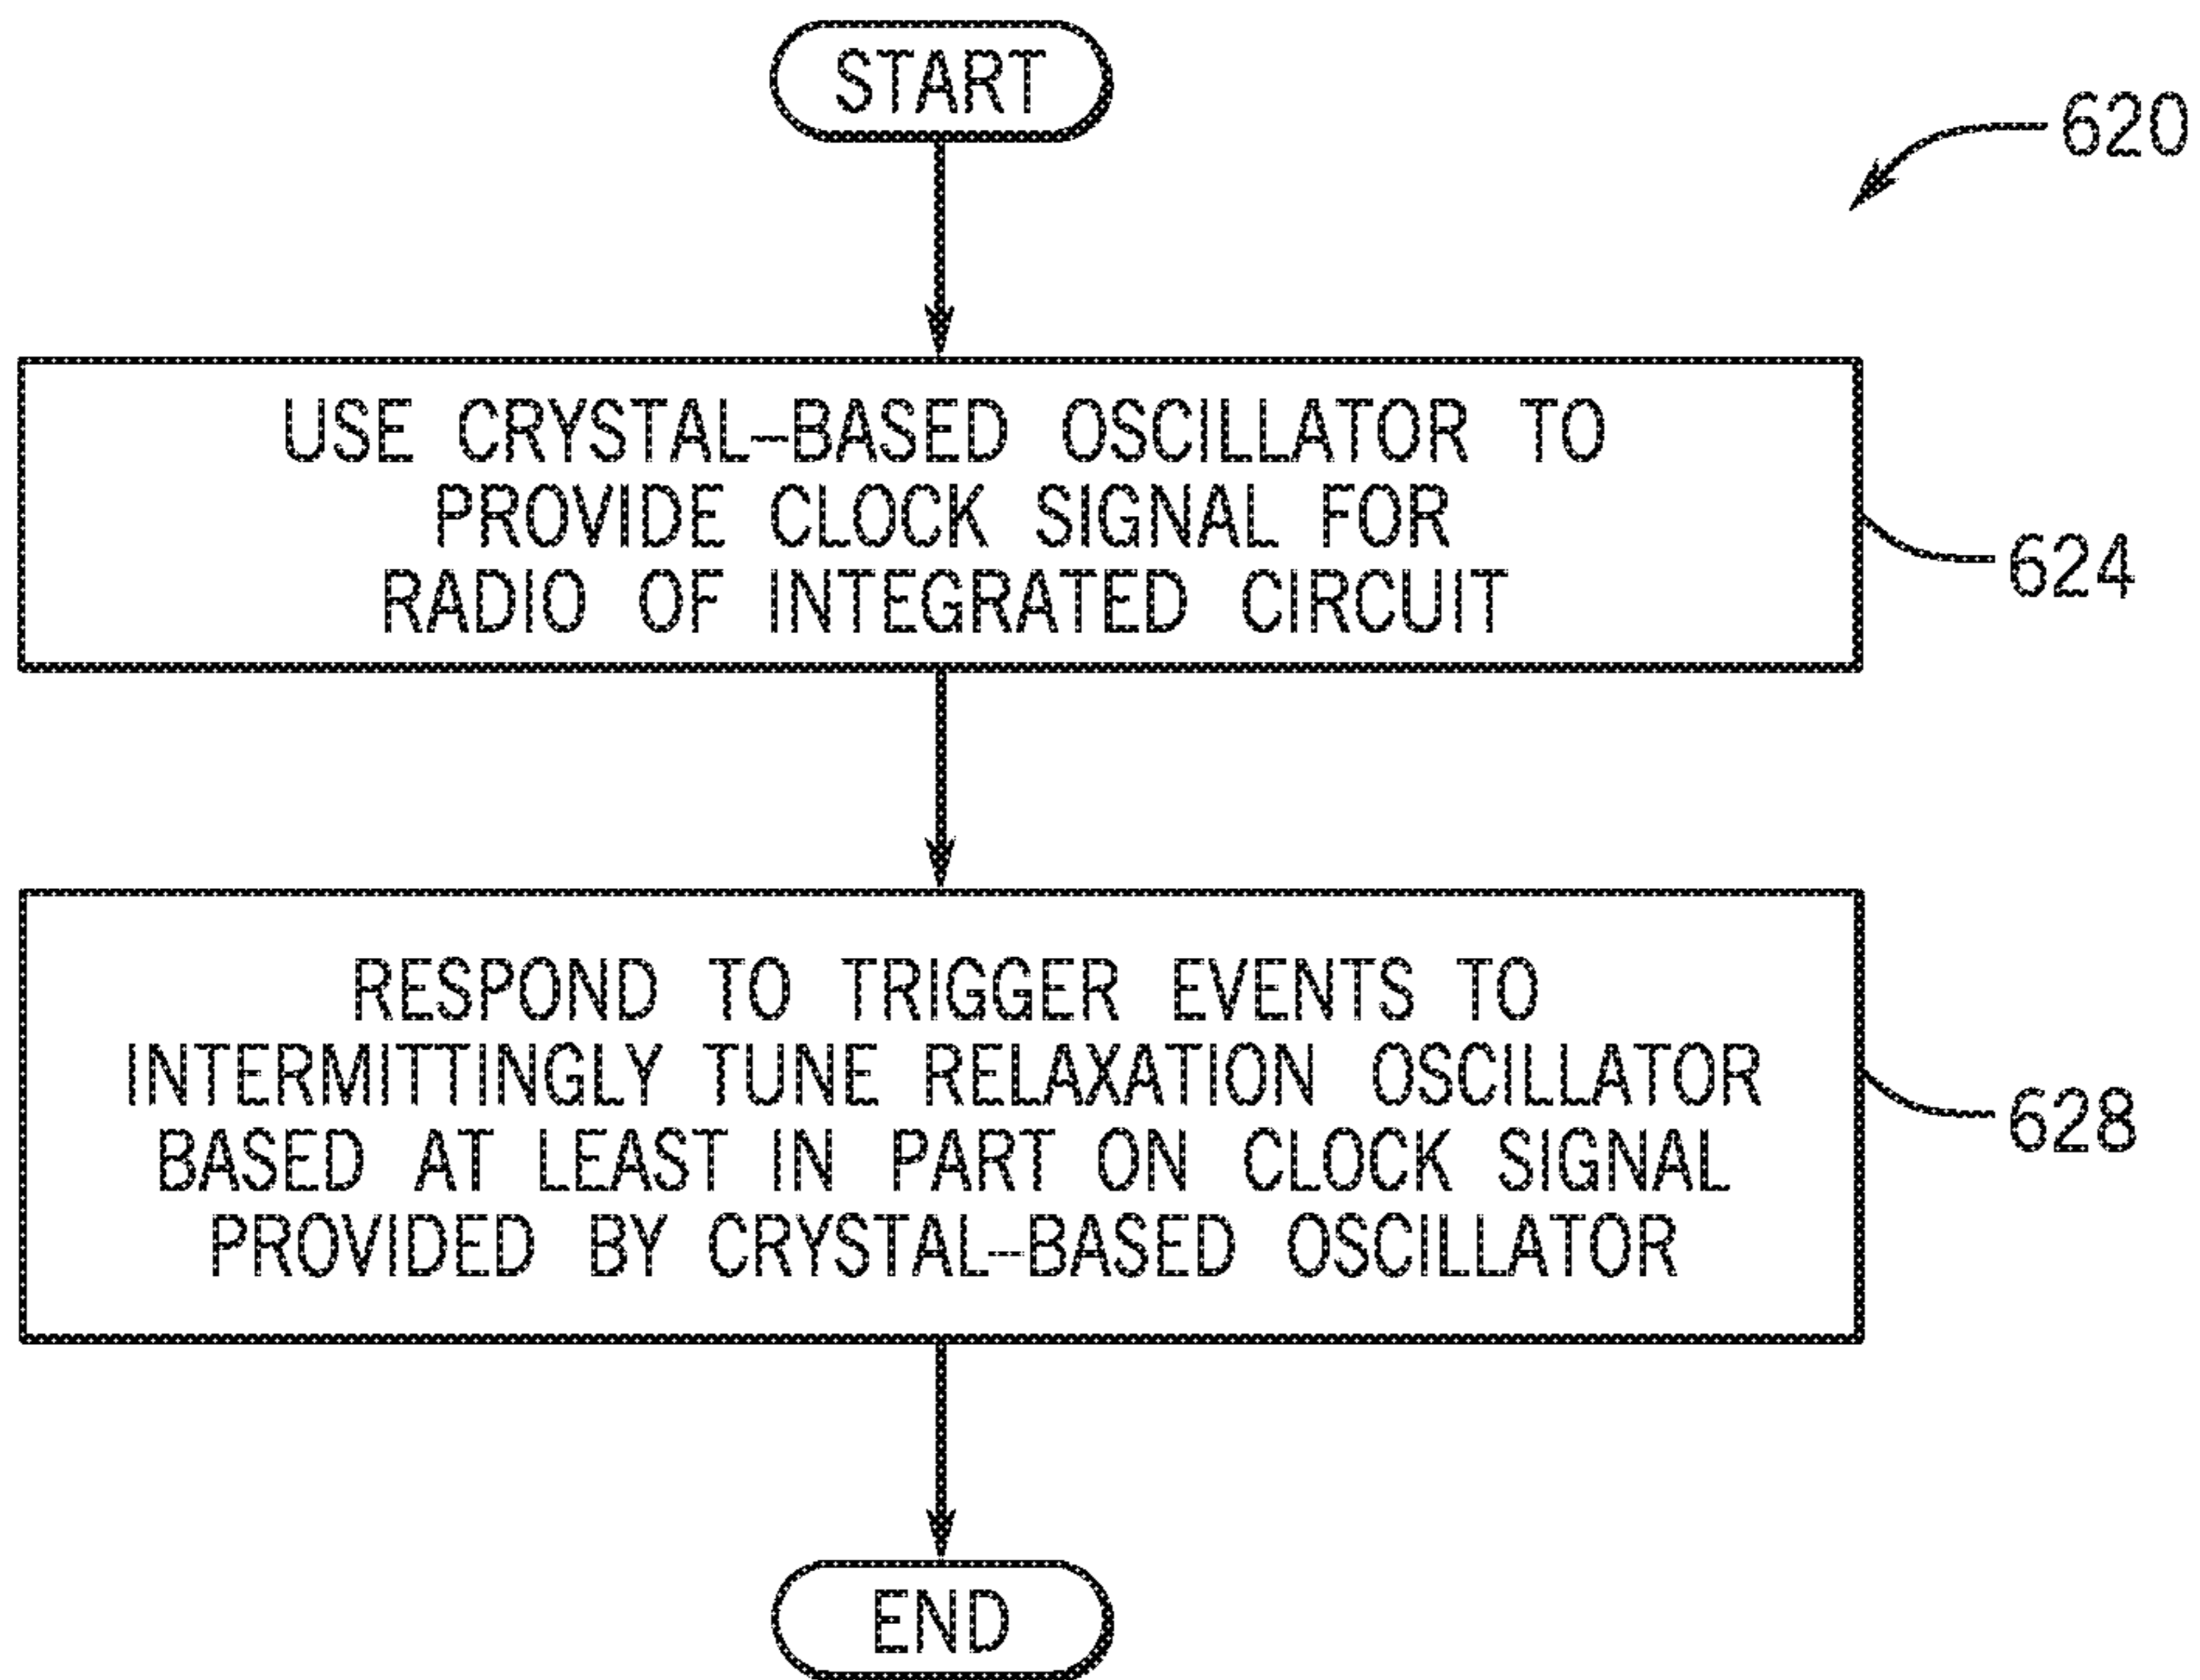 START
620
USE CRYSTAL-BASED OSCILLATOR TO
PROVIDE CLOCK SIGNAL FOR
RADIO OF INTEGRATED CIRCUIT
624
RESPOND TO TRIGGER EVENTS TO
INTERMITTINGLY TUNE RELAXATION OSCILLATOR
BASED AT LEAST IN PART ON CLOCK SIGNAL
PROVIDED BY CRYSTAL-BASED OSCILLATOR
628
END